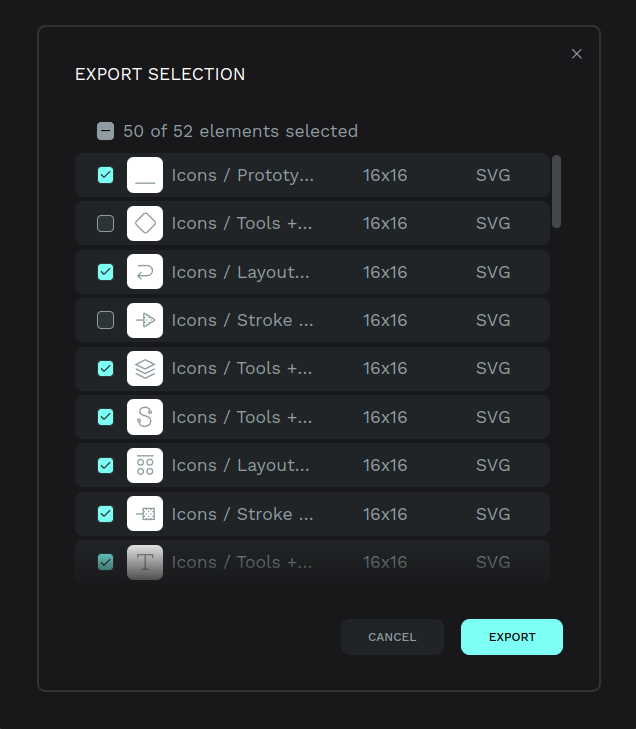 EXPORT SELECTION
50 of 52 elements selected
Icons / Prototy... 16x16 SVG
Icons / Tools +... 16x16 SVG
Icons / Layout... 16x16 SVG
Icons / Stroke ... 16x16 SVG
Icons / Tools +... 16x16 SVG
Icons / Tools +... 16x16 SVG
Icons / Layout... 16x16 SVG
Icons / Stroke ... 16x16 SVG
Icons / Tools +... 16x16 SVG
CANCEL EXPORT